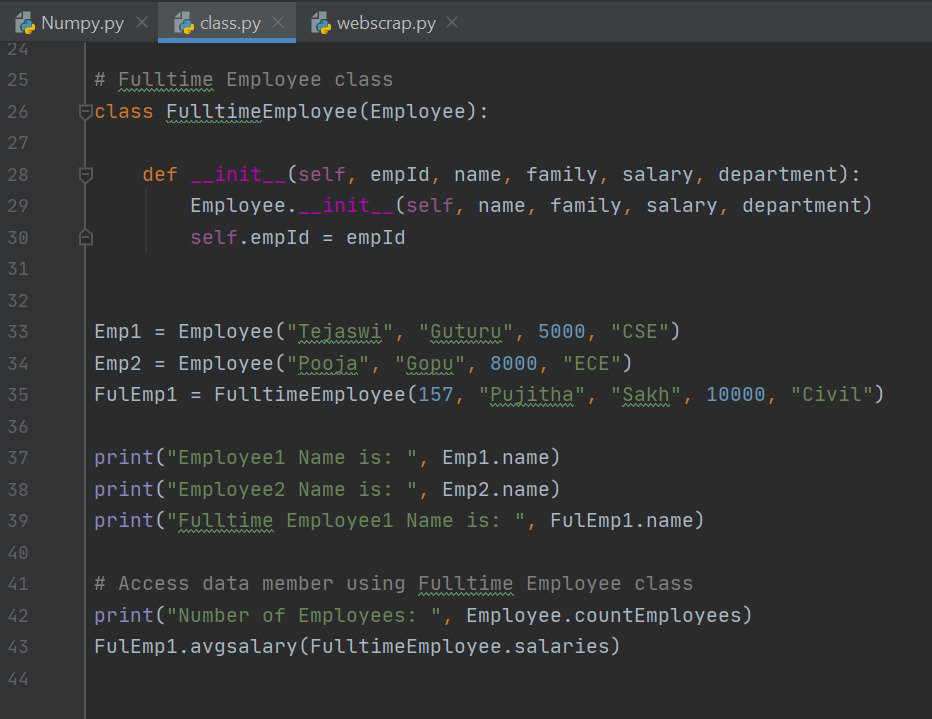 Numpy.py class.py webscrap.py
24
25 # Fulltime Employee class
26 class FulltimeEmployee(Employee):
27
28     def __init__(self, empId, name, family, salary, department):
29         Employee.__init__(self, name, family, salary, department)
30         self.empId = empId
31
32
33 Emp1 = Employee("Tejaswi", "Guturu", 5000, "CSE")
34 Emp2 = Employee("Pooja", "Gopu", 8000, "ECE")
35 FulEmp1 = FulltimeEmployee(157, "Pujitha", "Sakh", 10000, "Civil")
36
37 print("Employee1 Name is: ", Emp1.name)
38 print("Employee2 Name is: ", Emp2.name)
39 print("Fulltime Employee1 Name is: ", FulEmp1.name)
40
41 # Access data member using Fulltime Employee class
42 print("Number of Employees: ", Employee.countEmployees)
43 FulEmp1.avgsalary(FulltimeEmployee.salaries)
44